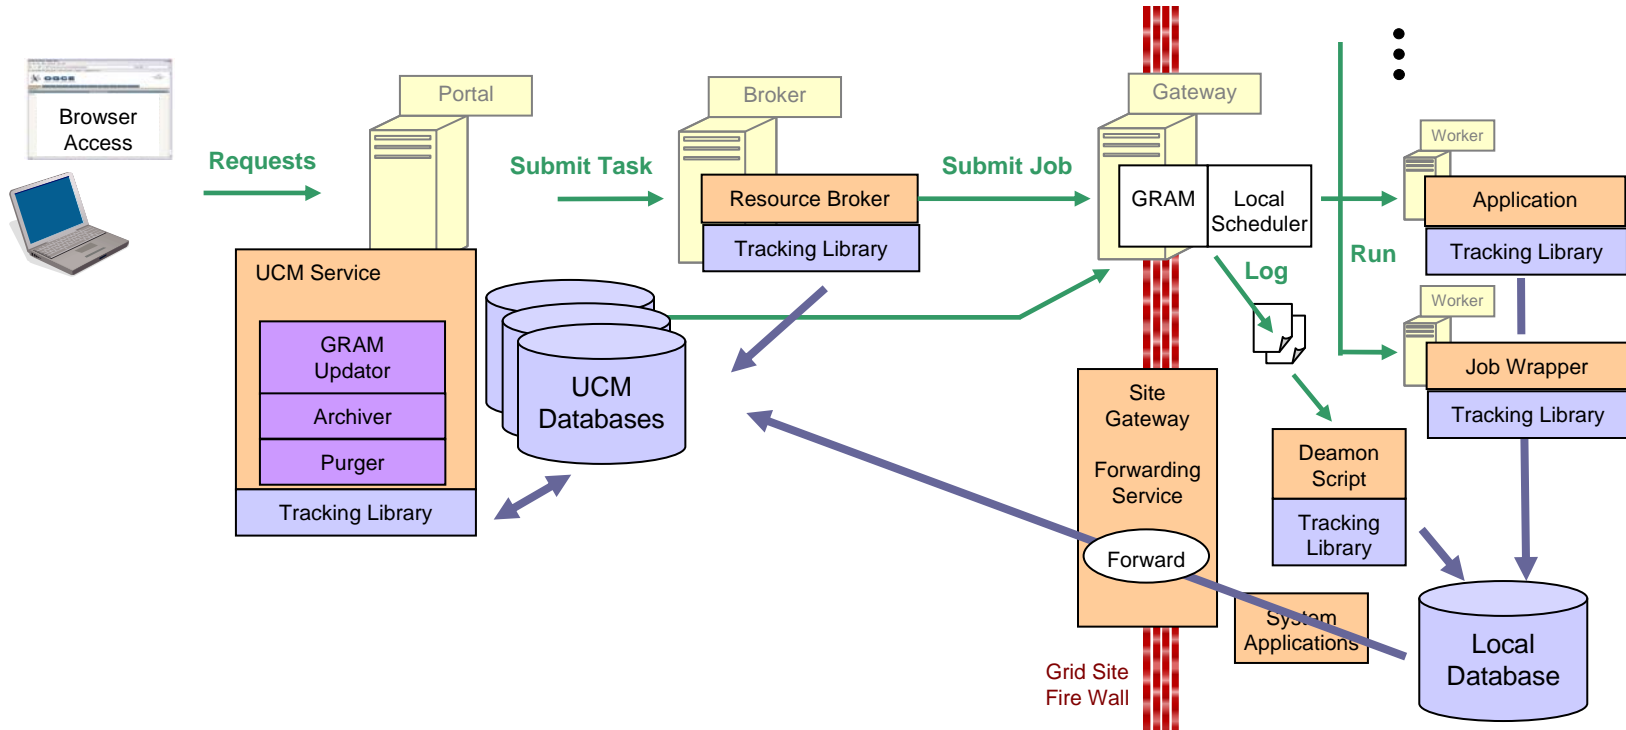 OGCE
Browser
Access
Requests
Portal
Submit Task
Broker
Resource Broker
Tracking Library
Submit Job
Gateway
GRAM
Local
Scheduler
Log
Run
Worker
Application
Tracking Library
Worker
Job Wrapper
Tracking Library
UCM Service
GRAM
Updator
Archiver
Purger
Tracking Library
UCM
Databases
Site
Gateway
Forwarding
Service
Forward
Deamon
Script
Tracking
Library
System
Applications
Local
Database
Grid Site
Fire Wall